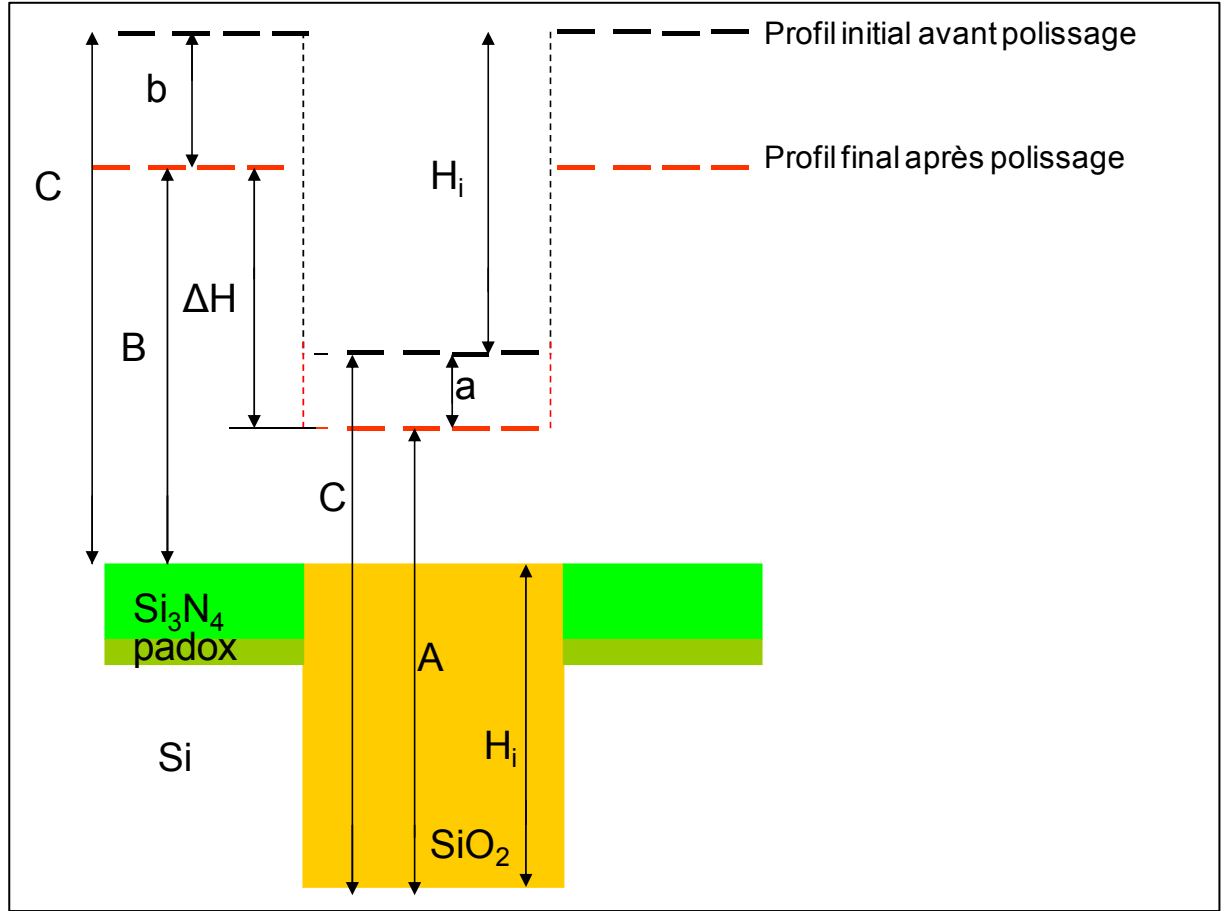 Profil initial avant polissage
b
Profil final après polissage
C
Hᵢ
ΔH
B
a
C
Si₃N₄
padox
A
Si
Hᵢ
SiO₂